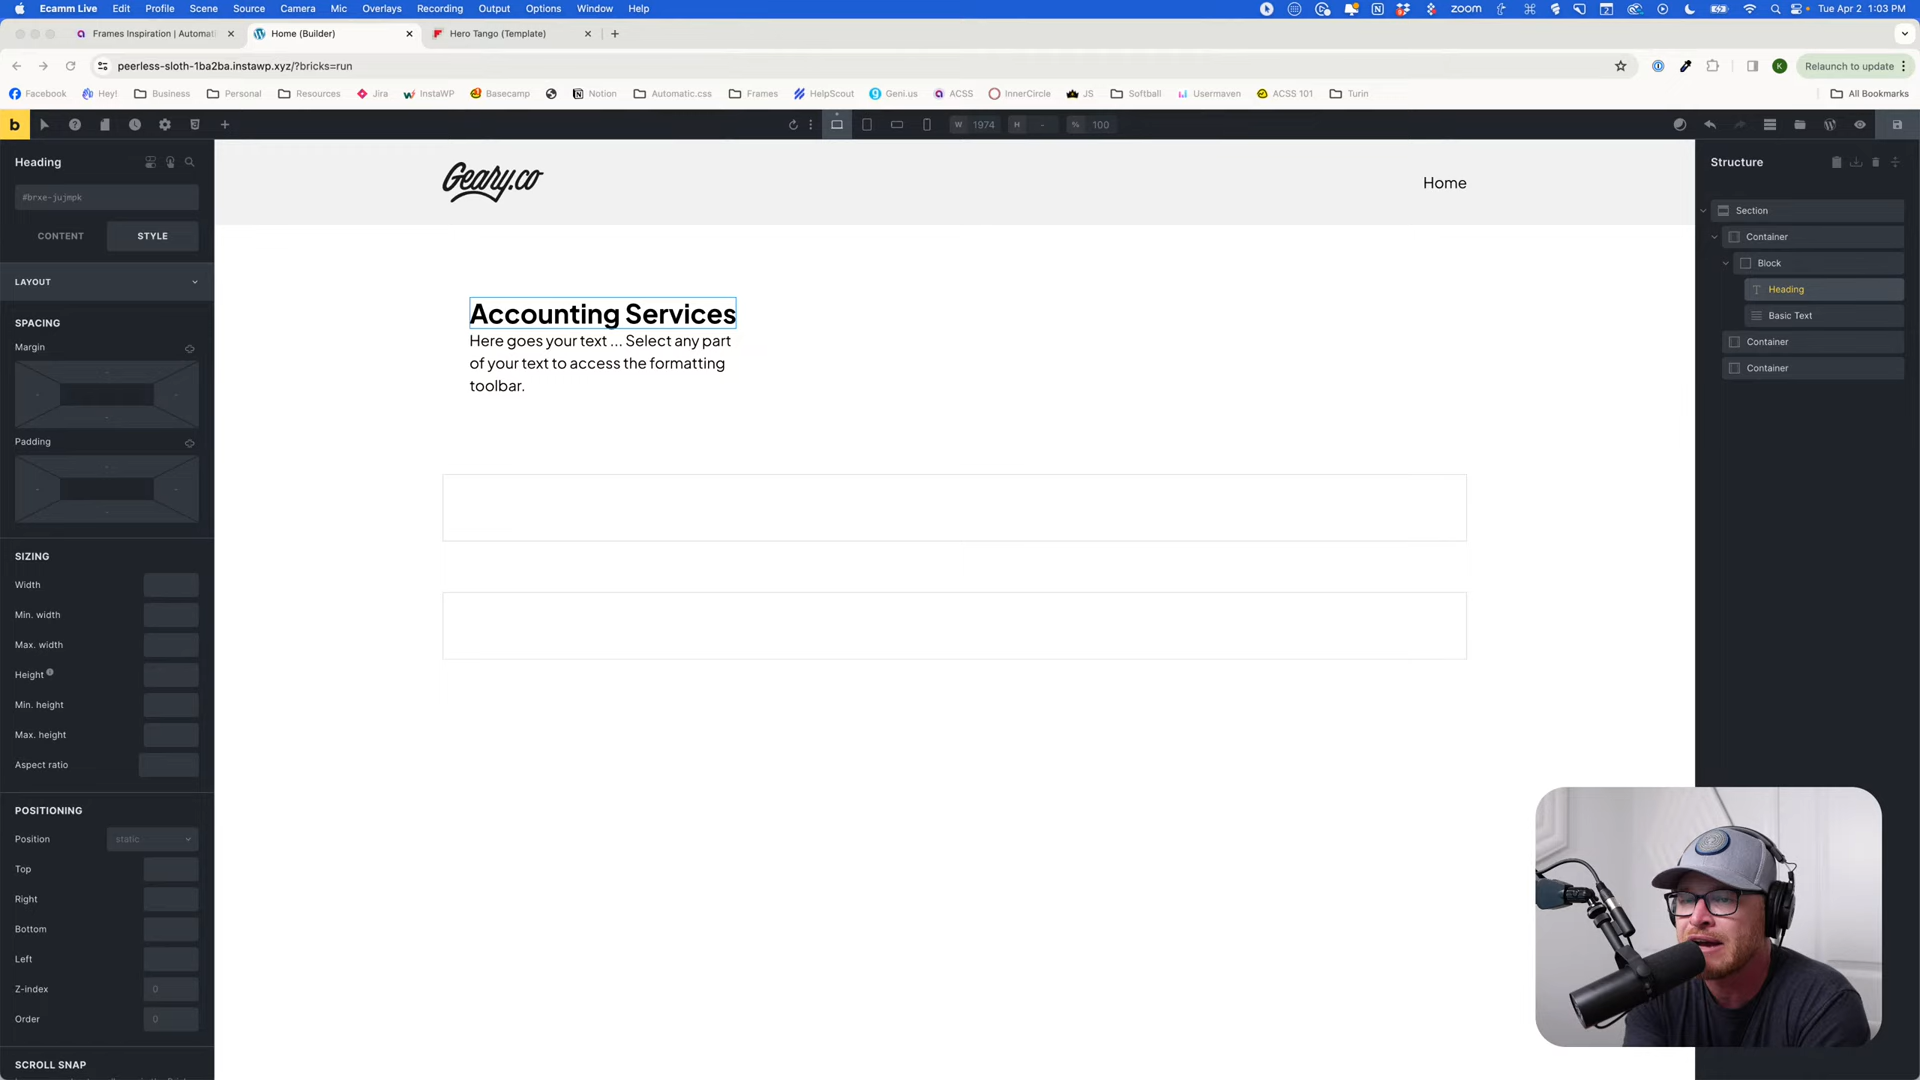 Ecamm Live Edit Profile Scene Source Camera Mic Overlays Recording Output Options Window Help zoom Tue Apr 2 1:03 PM
Frames Inspiration | Automati Home (Builder) Hero Tango (Template)
peerless-sloth-1ba2ba.instawp.xyz/?bricks=run K Relaunch to update
Facebook Hey! Business Personal Resources Jira InstaWP Basecamp Notion Automatic.css Frames HelpScout Geni.us ACSS InnerCircle JS Softball Usermaven ACSS 101 Turin All Bookmarks
b W 1974 H - % 100
Heading
#brxe-jujmpk
CONTENT STYLE
LAYOUT
SPACING
Margin
Padding
SIZING
Width
Min. width
Max. width
Height
Min. height
Max. height
Aspect ratio
POSITIONING
Position static
Top
Right
Bottom
Left
Z-index 0
Order 0
SCROLL SNAP
Geary.co
Home
Accounting Services
Here goes your text ... Select any part
of your text to access the formatting
toolbar.
Structure
Section
Container
Block
Heading
Basic Text
Container
Container